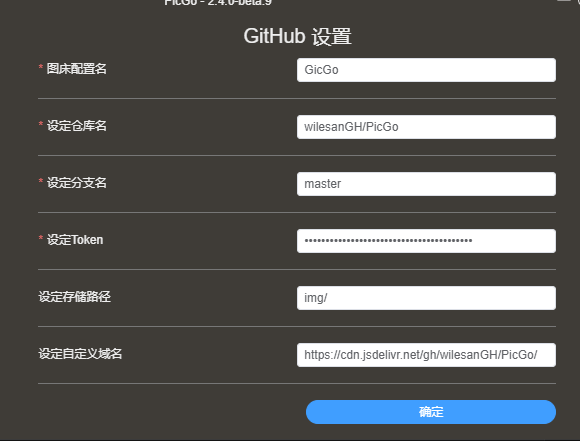 PicGo - 2.4.0-beta.9
GitHub 设置
* 图床配置名
GicGo
* 设定仓库名
wilesanGH/PicGo
* 设定分支名
master
* 设定Token
••••••••••••••••••••••••••••••••••••••••
设定存储路径
img/
设定自定义域名
https://cdn.jsdelivr.net/gh/wilesanGH/PicGo/
确定